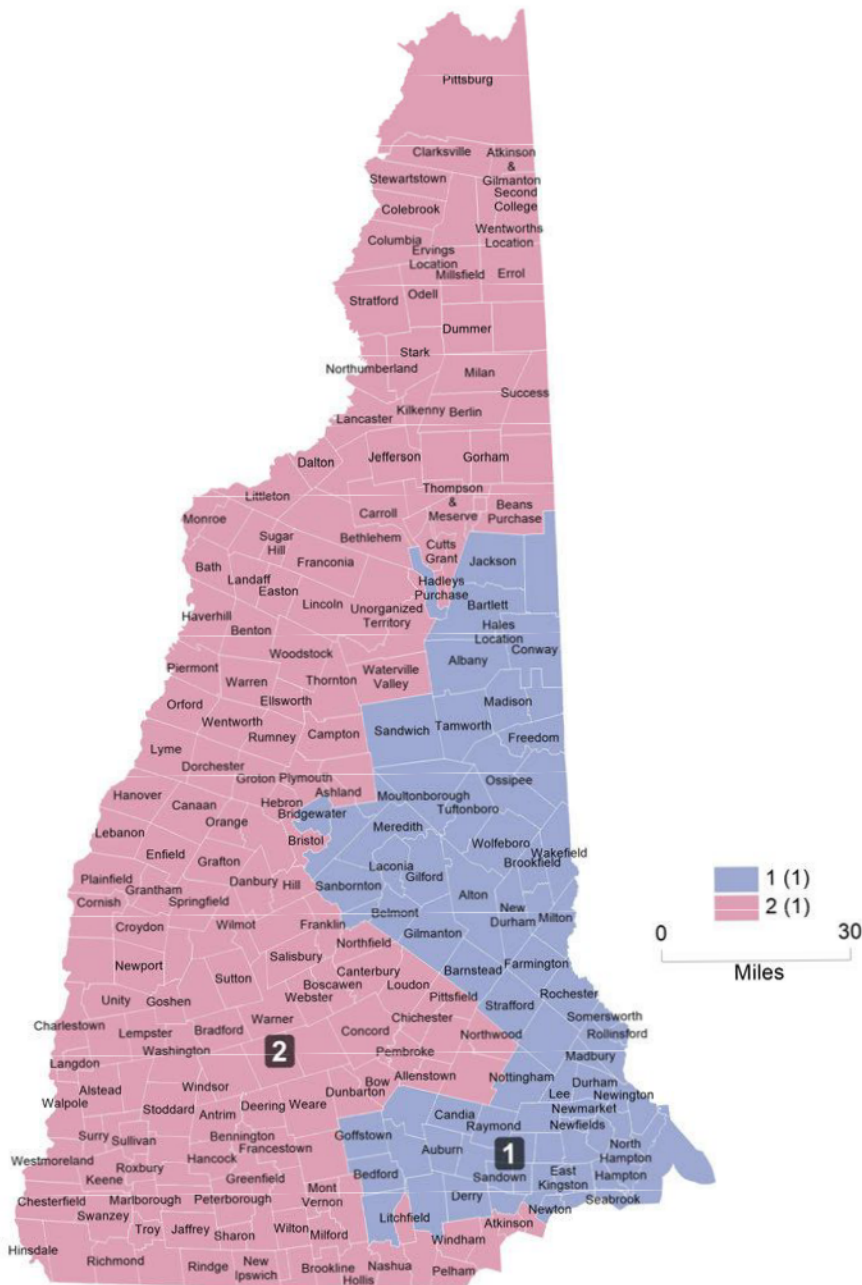 Pittsburg
Clarksville
Atkinson
&
Gilmanton
Second
College
Stewartstown
Colebrook
Wentworths
Location
Columbia
Ervings
Location
Millsfield
Errol
Stratford
Odell
Dummer
Stark
Northumberland
Milan
Success
Kilkenny
Berlin
Lancaster
Dalton
Jefferson
Gorham
Littleton
Thompson
&
Meserve
Beans
Purchase
Carroll
Monroe
Sugar
Hill
Bethlehem
Cutts
Grant
Bath
Franconia
Jackson
Landaff
Easton
Hadleys
Purchase
Lincoln
Unorganized
Territory
Bartlett
Haverhill
Benton
Hales
Location
Conway
Woodstock
Albany
Piermont
Warren
Thornton
Waterville
Valley
Orford
Ellsworth
Madison
Wentworth
Rumney
Campton
Sandwich
Tamworth
Freedom
Lyme
Dorchester
Groton
Plymouth
Ossipee
Hanover
Canaan
Hebron
Ashland
Moultonborough
Tuftonboro
Bridgewater
Lebanon
Orange
Meredith
Bristol
Wolfeboro
Enfield
Grafton
Laconia
Gilford
Brookfield
Wakefield
Plainfield
Grantham
Danbury
Hill
Sanbornton
Alton
1 (1)
Cornish
Springfield
2 (1)
Croydon
Wilmot
Franklin
Belmont
New
Durham
Milton
Gilmanton
0
30
Miles
Northfield
Newport
Salisbury
Canterbury
Barnstead
Farmington
Sutton
Boscawen
Loudon
Unity
Goshen
Webster
Pittsfield
Rochester
Strafford
Charlestown
Lempster
Bradford
Warner
Chichester
Somersworth
Rollinsford
Concord
Northwood
Langdon
Washington
2
Pembroke
Madbury
Alstead
Windsor
Bow
Allenstown
Nottingham
Durham
Walpole
Stoddard
Antrim
Deering
Weare
Dunbarton
Lee
Newington
Candia
Raymond
Newmarket
Newfields
Surry
Sullivan
Bennington
Goffstown
Westmoreland
Roxbury
Hancock
Francestown
Auburn
1
North
Hampton
Keene
Greenfield
Bedford
Sandown
East
Kingston
Hampton
Chesterfield
Marlborough
Peterborough
Mont
Vernon
Derry
Seabrook
Swanzey
Troy
Jaffrey
Sharon
Wilton
Milford
Litchfield
Newton
Atkinson
Hinsdale
Windham
Richmond
Rindge
New
Ipswich
Brookline
Hollis
Nashua
Pelham